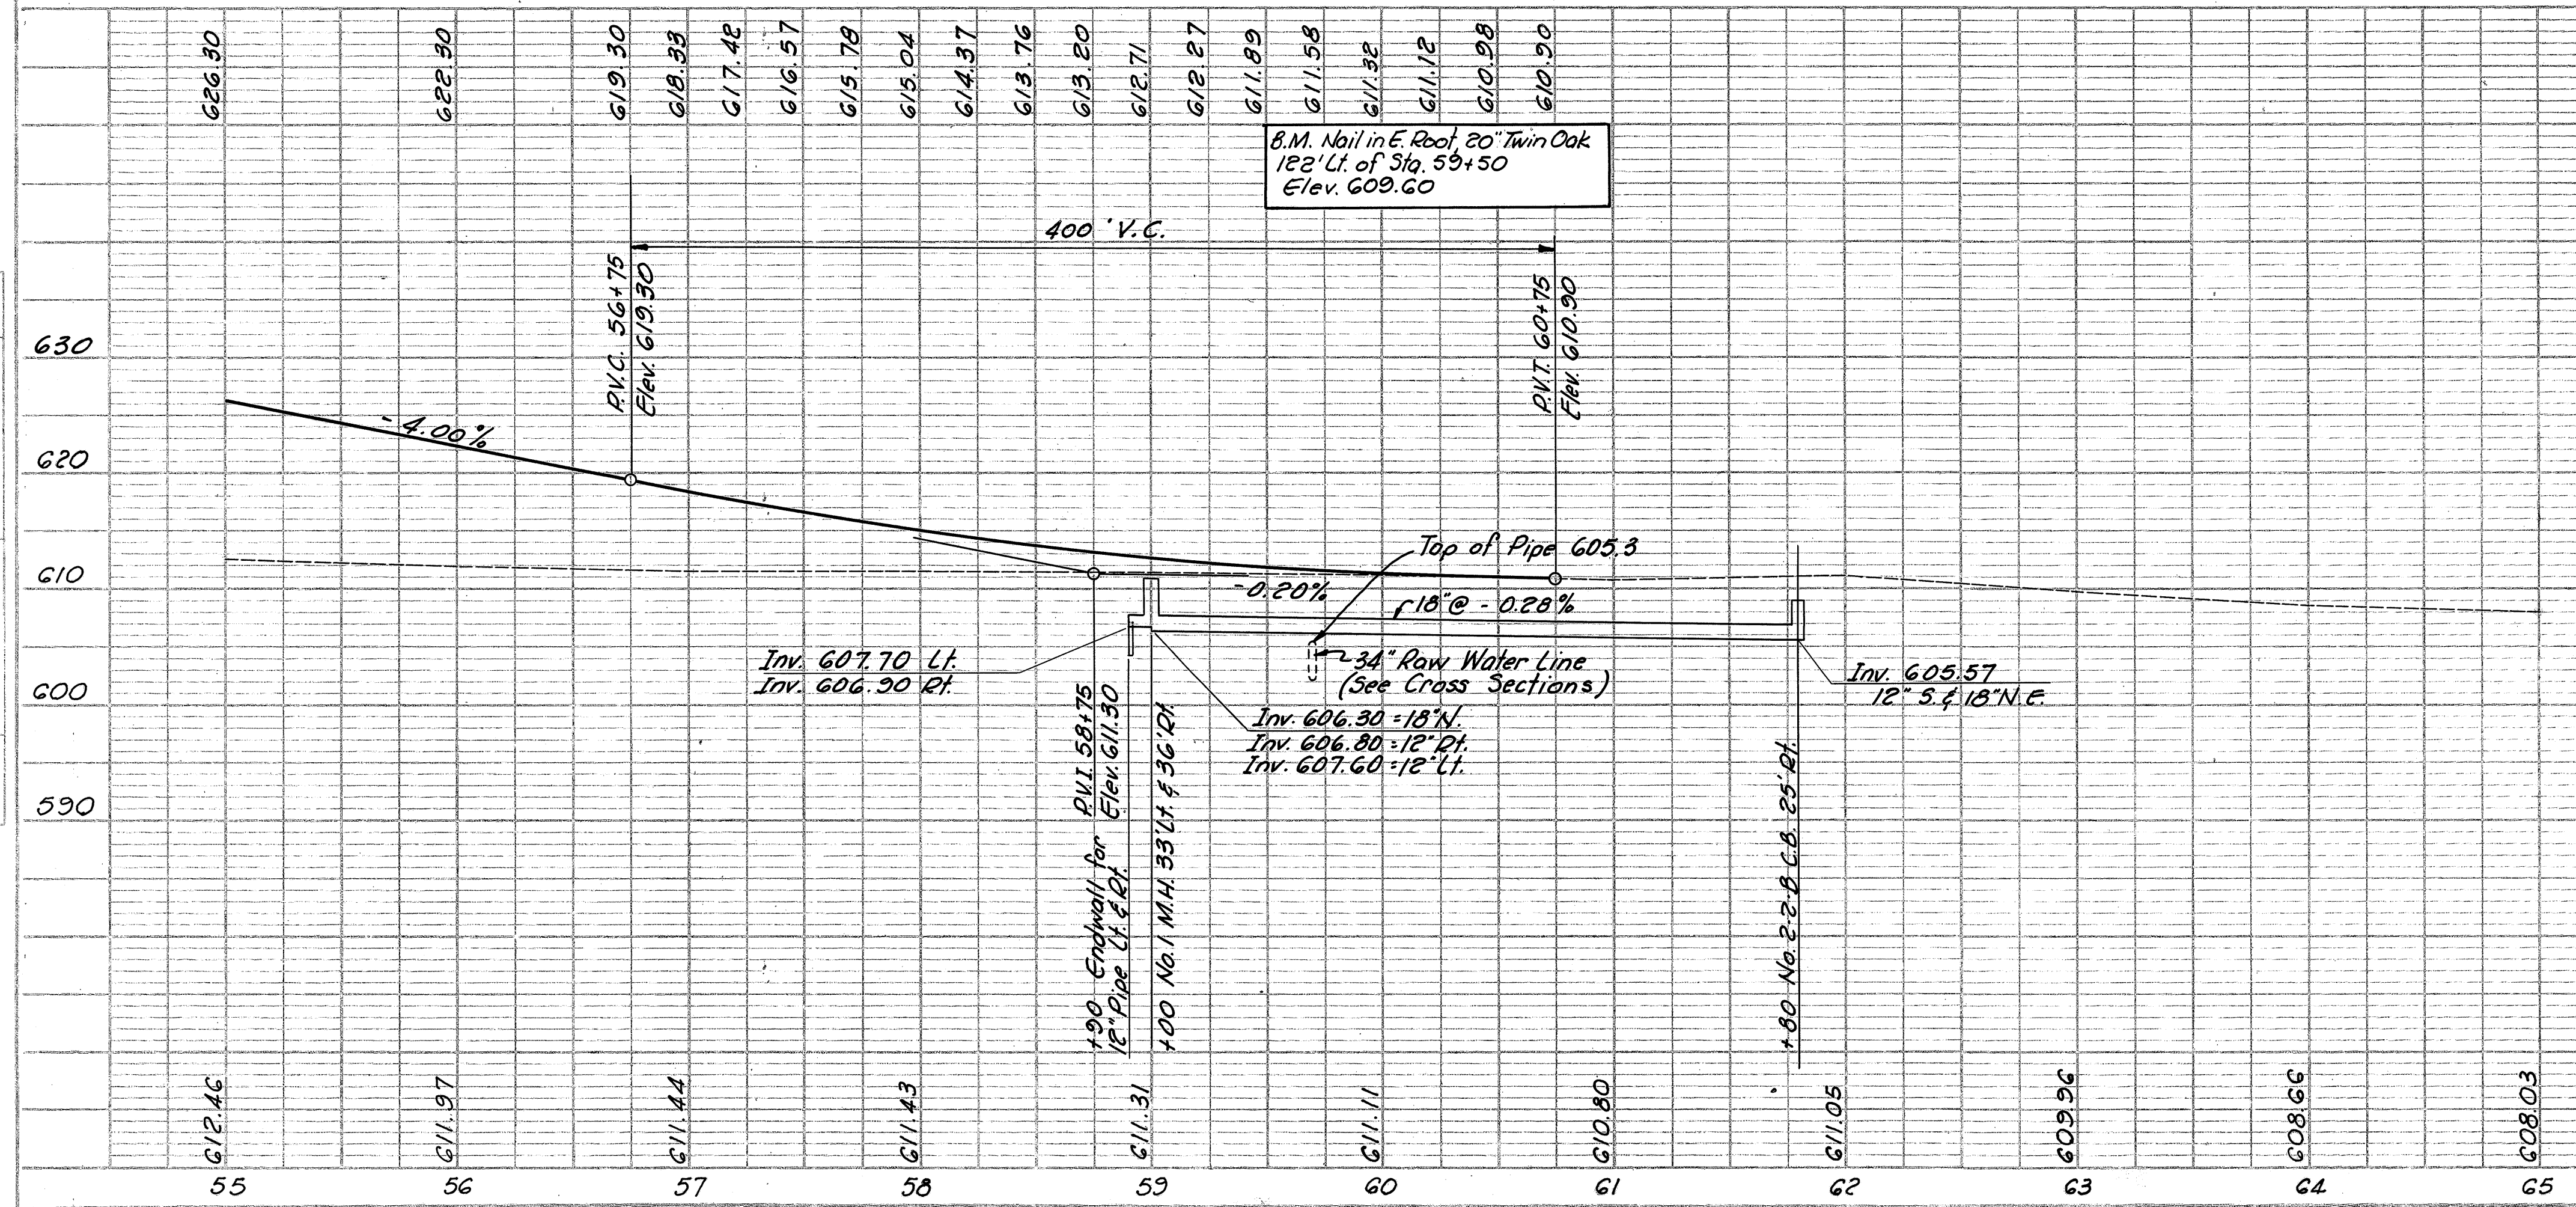 626.30
622.30
619.30
618.33
617.42
616.57
615.78
615.04
614.37
613.76
613.20
612.71
612.27
611.89
611.58
611.32
611.12
610.98
610.90
B.M. Nail in E. Root, 20" Twin Oak
122' Lt. of Sta. 59+50
Elev. 609.60
400' V.C.
P.V.C. 56+75
Elev. 619.30
P.V.T. 60+75
Elev. 610.90
630
620
610
600
590
-4.00%
Top of Pipe 605.3
-0.20%
18" @ - 0.28%
Inv. 607.70 Lt.
Inv. 606.90 Rt.
34" Raw Water Line
(See Cross Sections)
Inv. 605.57
12" S. & 18" N.E.
Inv. 606.30 = 18" N.
Inv. 606.80 = 12" Rt.
Inv. 607.60 = 12" Lt.
P.V.I. 58+75
Elev. 611.30
+90 Endwall for
12" Pipe Lt. & Rt.
+00 No. 1 M.H. 33' Lt. & 36' Rt.
+80 No. 2-2-B C.B. 25' Rt.
612.46
611.97
611.44
611.43
611.31
611.11
610.80
611.05
609.96
608.66
608.03
55
56
57
58
59
60
61
62
63
64
65